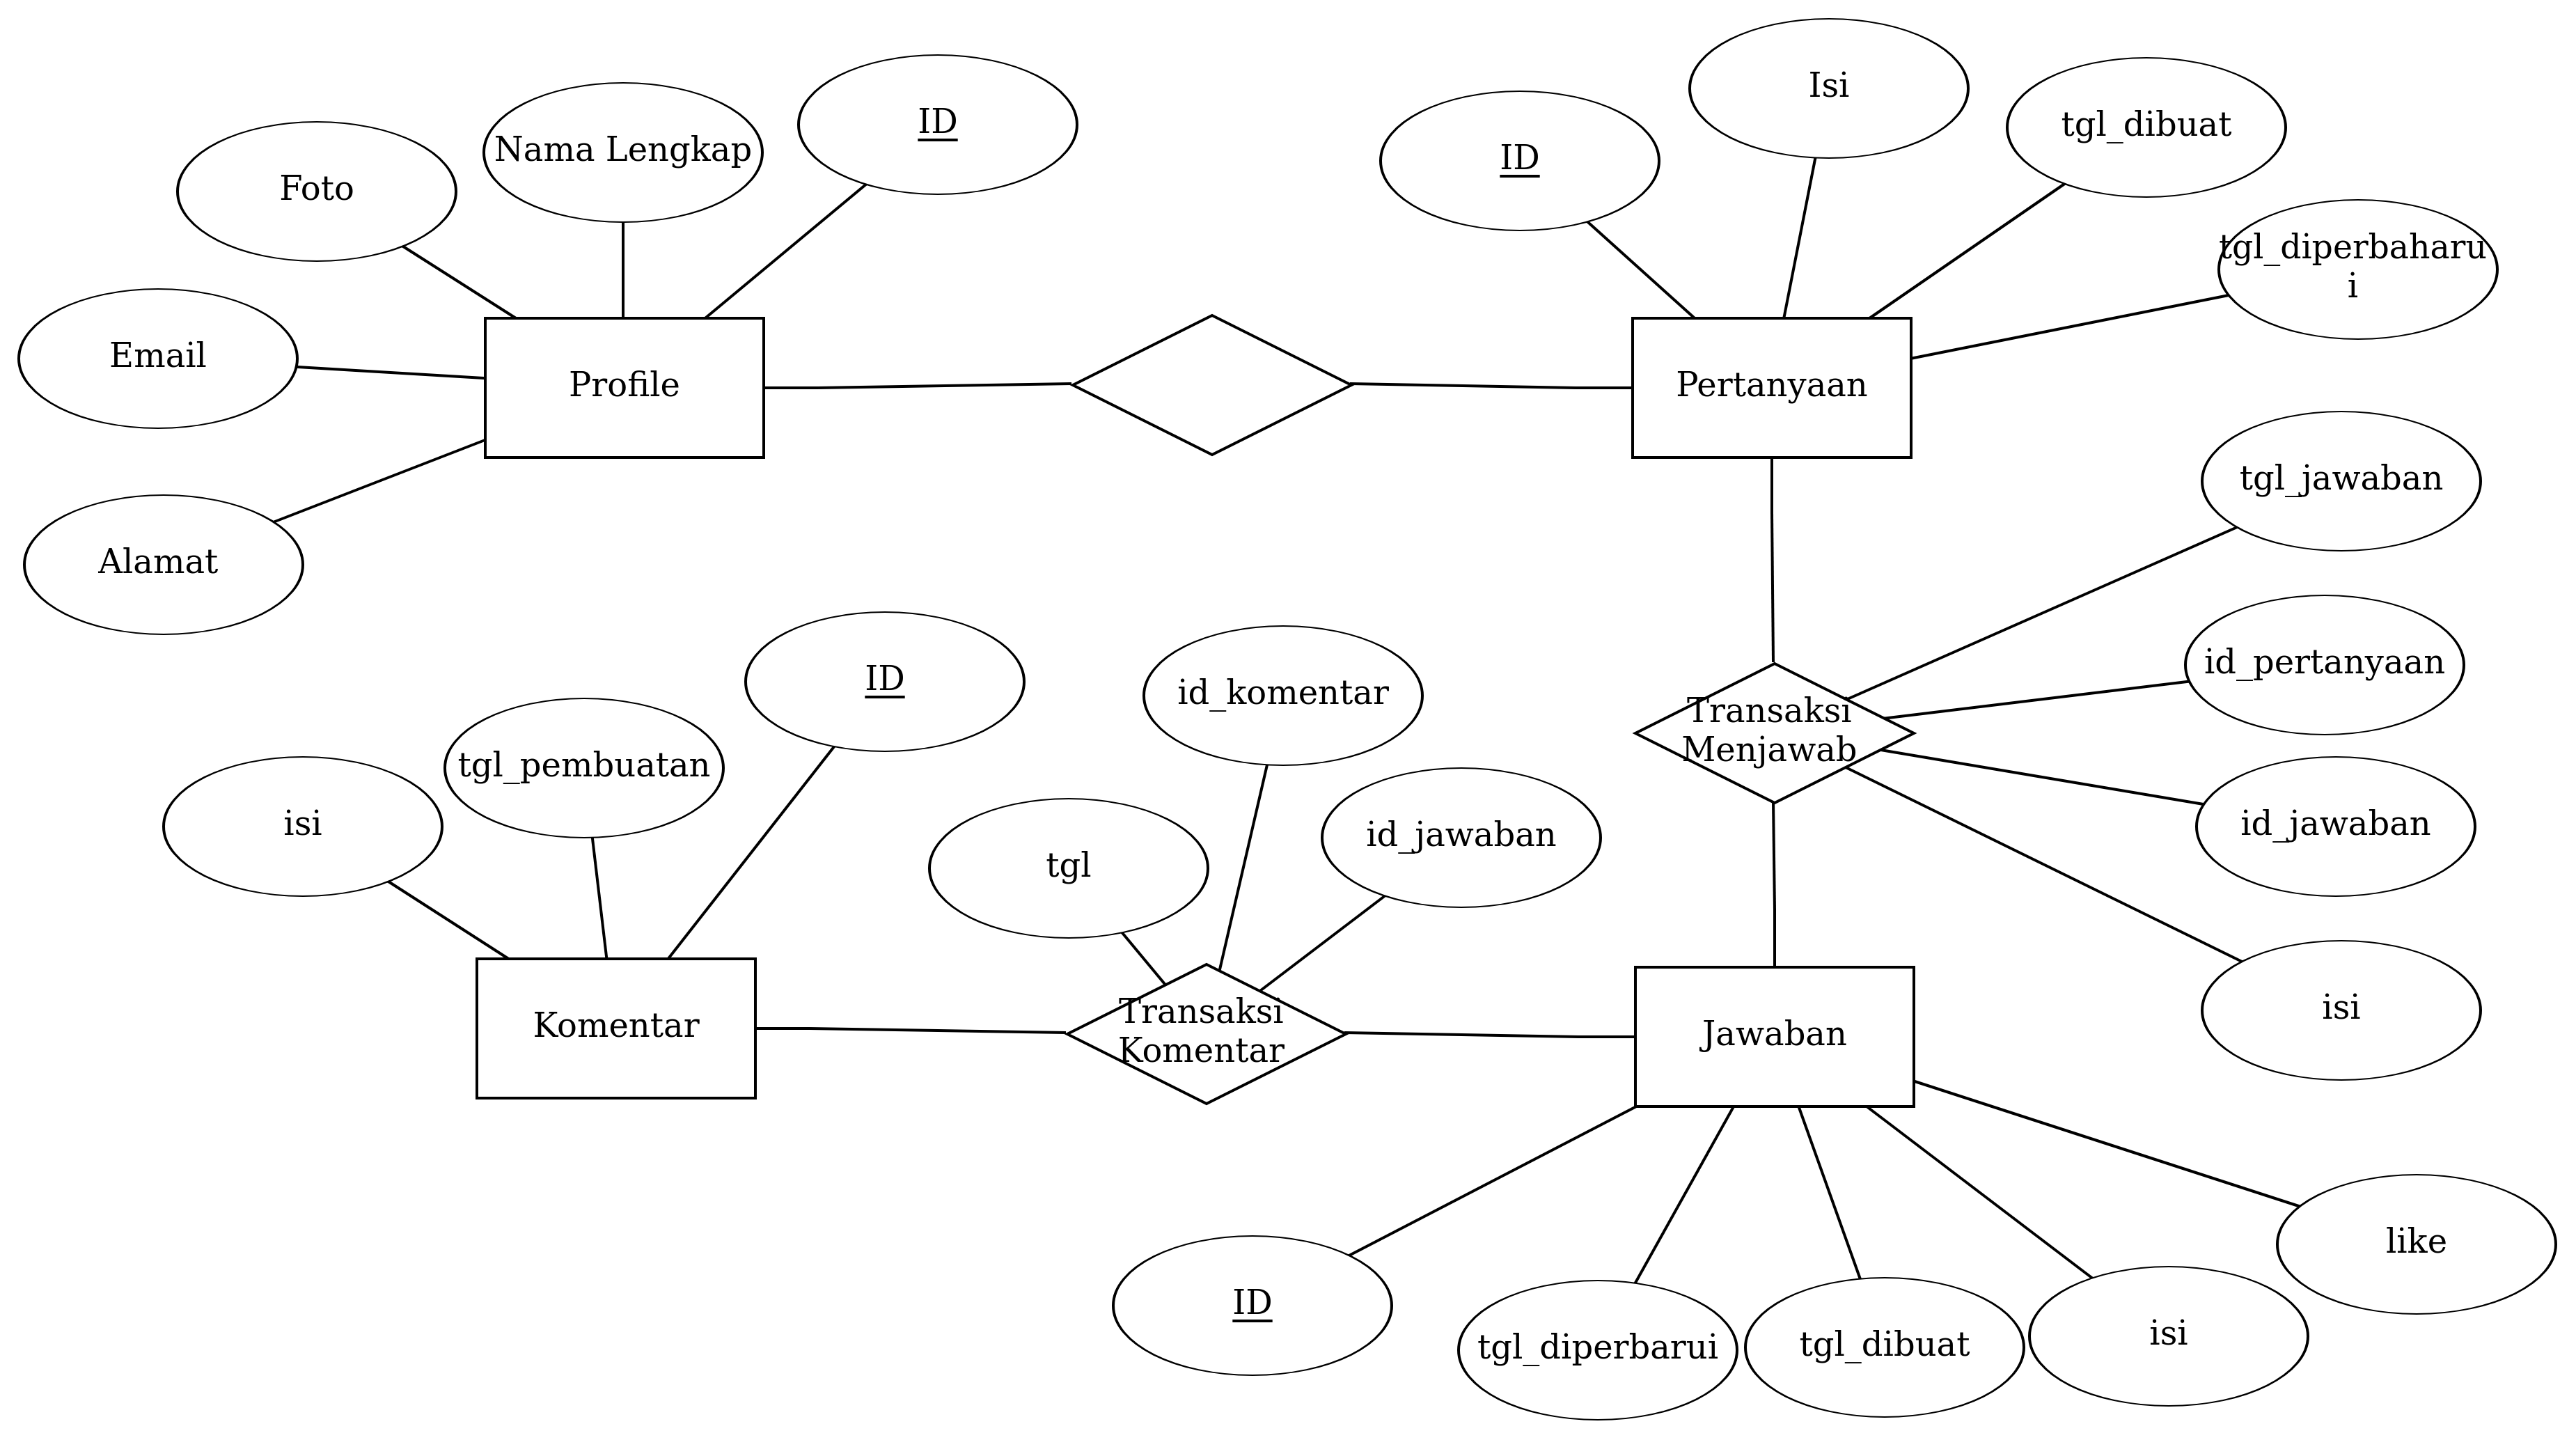 Isi
ID
tgl_dibuat
Nama Lengkap
ID
Foto
tgl_diperbaharu
i
Email
Profile
Pertanyaan
tgl_jawaban
Alamat
ID
id_komentar
id_pertanyaan
Transaksi
Menjawab
tgl_pembuatan
isi
tgl
id_jawaban
id_jawaban
Komentar
Transaksi
Komentar
Jawaban
isi
like
ID
tgl_diperbarui
tgl_dibuat
isi